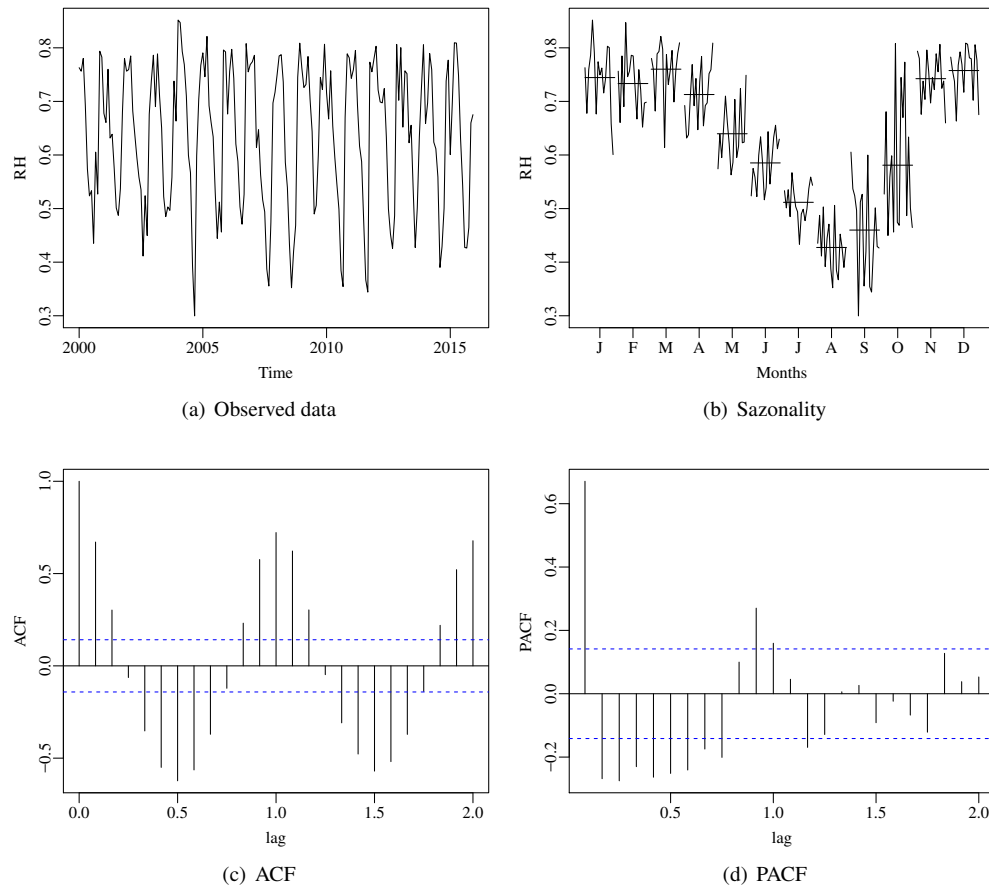 RH
0.8
0.7
0.6
0.5
0.4
0.3
2000 2005 2010 2015
Time
(a) Observed data
RH
0.8
0.7
0.6
0.5
0.4
0.3
J F M A M J J A S O N D
Months
(b) Sazonality
ACF
1.0
0.5
0.0
−0.5
0.0 0.5 1.0 1.5 2.0
lag
(c) ACF
PACF
0.6
0.4
0.2
0.0
−0.2
0.5 1.0 1.5 2.0
lag
(d) PACF